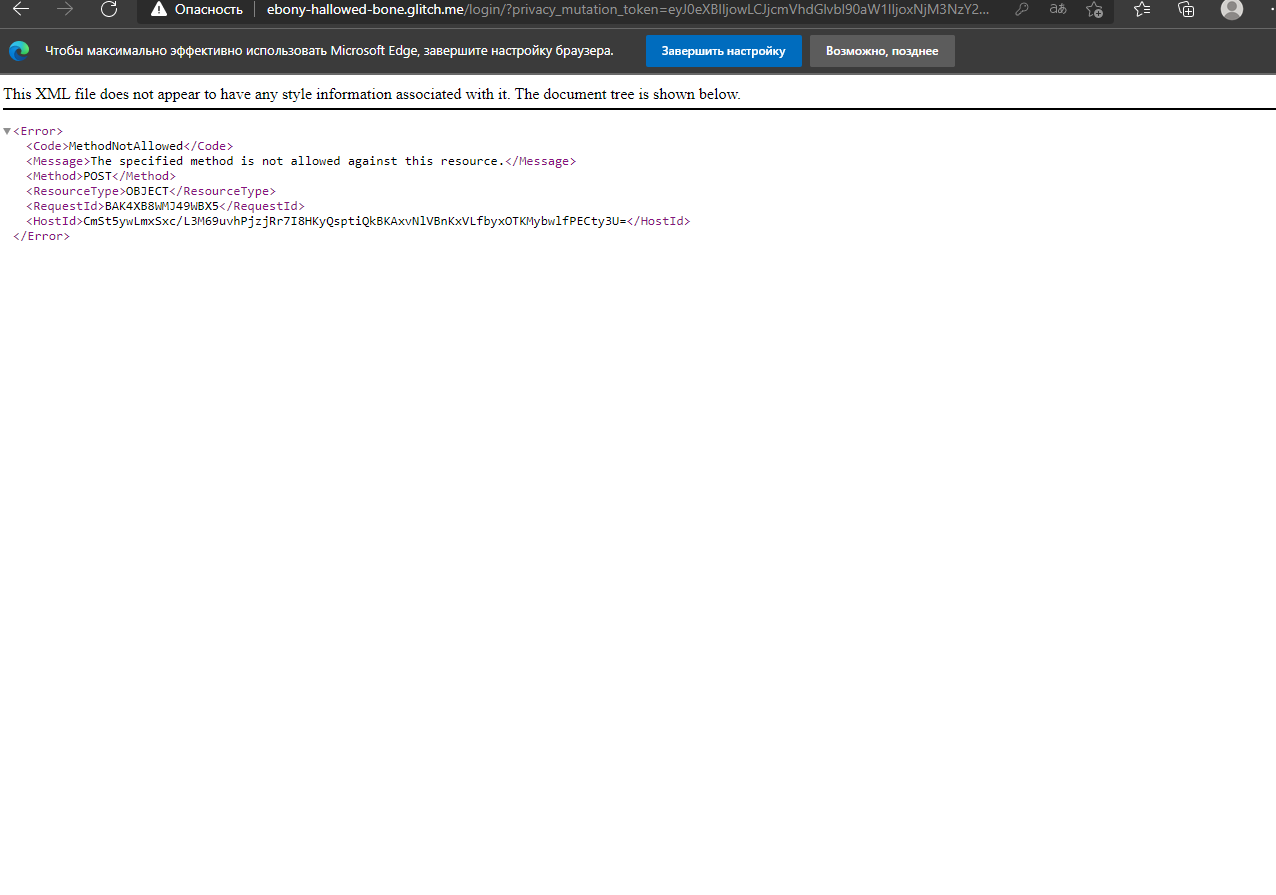 Опасность ebony-hallowed-bone.glitch.me/login/?privacy_mutation_token=eyJ0eXBlIjowLCJjcmVhdGlvbl90aW1lIjoxNjM3NzY2...
Чтобы максимально эффективно использовать Microsoft Edge, завершите настройку браузера. Завершить настройку Возможно, позднее
This XML file does not appear to have any style information associated with it. The document tree is shown below.
<Error>
<Code>MethodNotAllowed</Code>
<Message>The specified method is not allowed against this resource.</Message>
<Method>POST</Method>
<ResourceType>OBJECT</ResourceType>
<RequestId>BAK4XB8WMJ49WBX5</RequestId>
<HostId>CmSt5ywLmxSxc/L3M69uvhPjzjRr7I8HKyQsptiQkBKAxvNlVBnKxVLfbyxOTKMybwlfPECty3U=</HostId>
</Error>